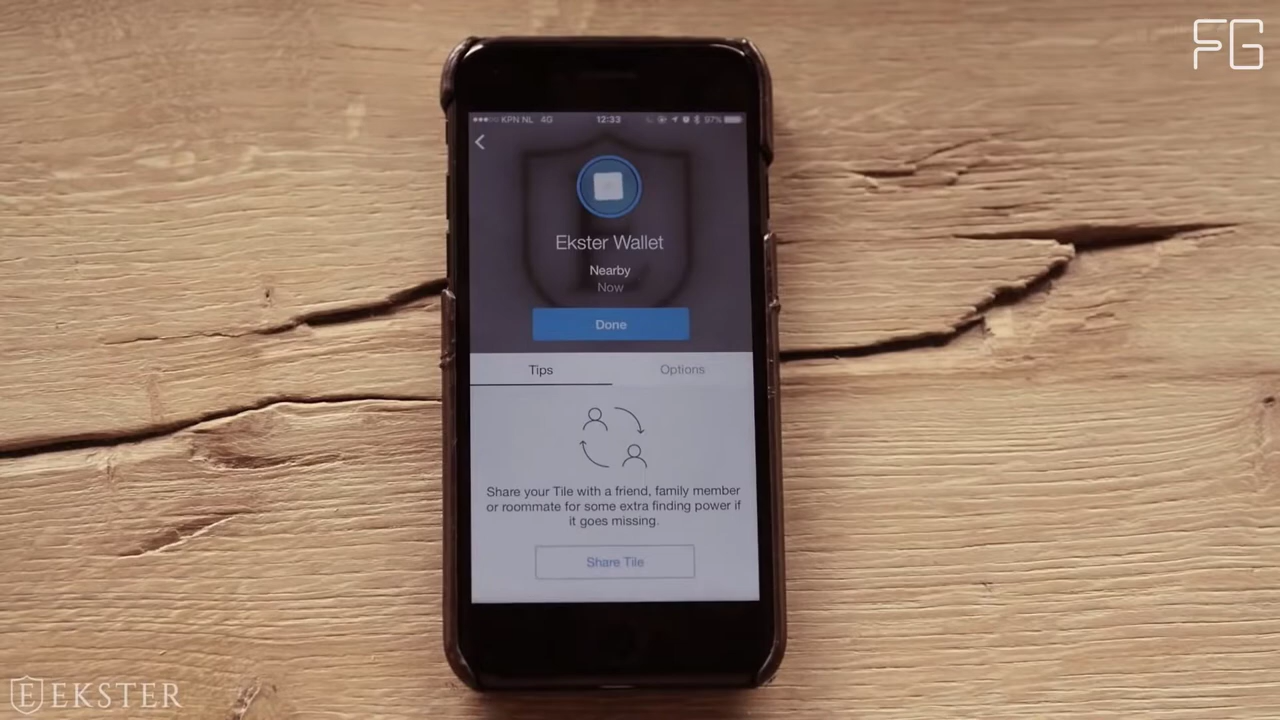 FG
KPN NL 4G 12:33 97%
Ekster Wallet
Nearby
Now
Done
Tips Options
Share your Tile with a friend, family member
or roommate for some extra finding power if
it goes missing.
Share Tile
E EKSTER